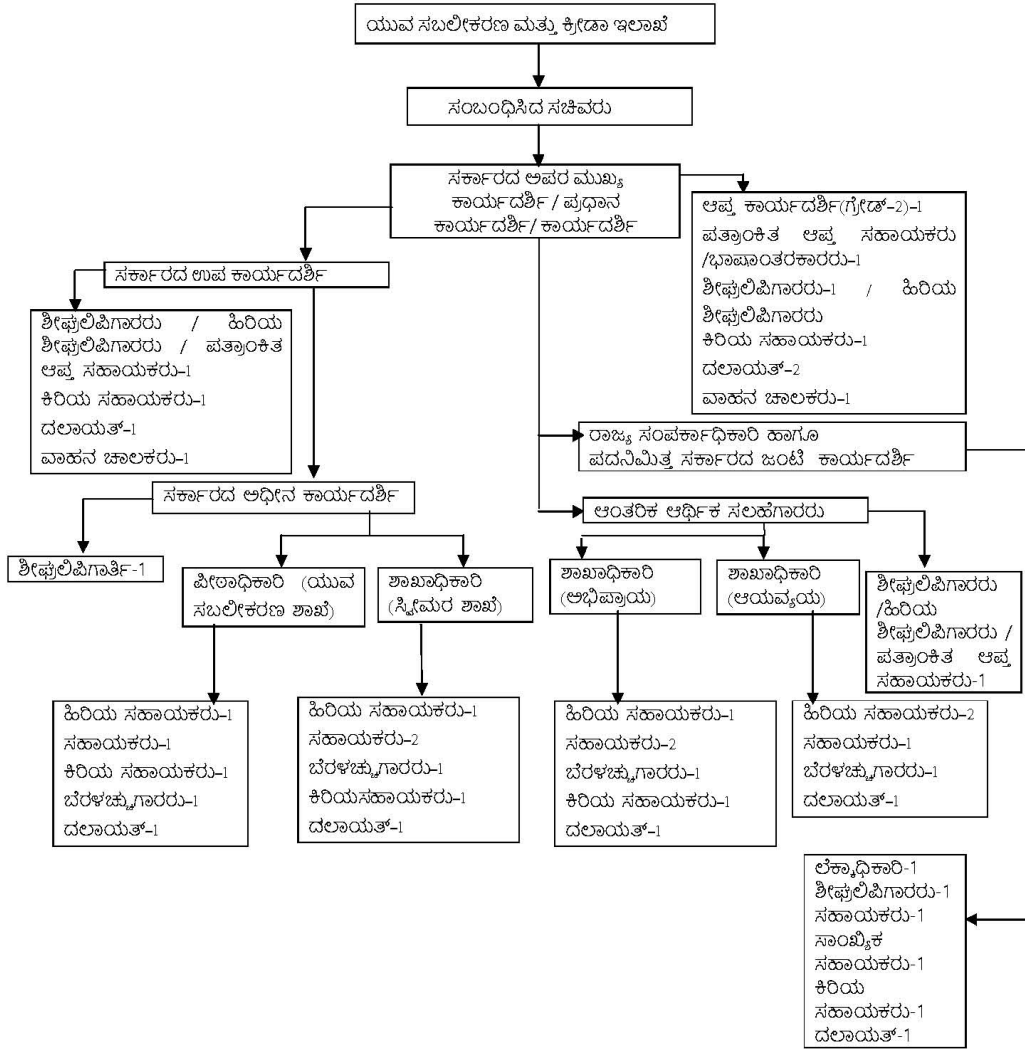 ಯುವ ಸಬಲೀಕರಣ ಮತ್ತು ಕ್ರೀಡಾ ಇಲಾಖೆ
ಸಂಬಂಧಿಸಿದ ಸಚಿವರು
ಸರ್ಕಾರದ ಅಪರ ಮುಖ್ಯ
ಕಾರ್ಯದರ್ಶಿ / ಪ್ರಧಾನ
ಕಾರ್ಯದರ್ಶಿ/ ಕಾರ್ಯದರ್ಶಿ
ಆಪ್ತ ಕಾರ್ಯದರ್ಶಿ(ಗ್ರೇಡ್-2)-1
ಪತ್ರಾಂಕಿತ ಆಪ್ತ ಸಹಾಯಕರು
/ಭಾಷಾಂತರಕಾರರು-1
ಶೀಘ್ರಲಿಪಿಗಾರರು-1 / ಹಿರಿಯ
ಶೀಘ್ರಲಿಪಿಗಾರರು
ಕಿರಿಯ ಸಹಾಯಕರು-1
ದಲಾಯತ್-2
ವಾಹನ ಚಾಲಕರು-1
ಸರ್ಕಾರದ ಉಪ ಕಾರ್ಯದರ್ಶಿ
ಶೀಘ್ರಲಿಪಿಗಾರರು / ಹಿರಿಯ
ಶೀಘ್ರಲಿಪಿಗಾರರು / ಪತ್ರಾಂಕಿತ
ಆಪ್ತ ಸಹಾಯಕರು-1
ಕಿರಿಯ ಸಹಾಯಕರು-1
ದಲಾಯತ್-1
ವಾಹನ ಚಾಲಕರು-1
ರಾಜ್ಯ ಸಂಪರ್ಕಾಧಿಕಾರಿ ಹಾಗೂ
ಪದನಿಮಿತ್ತ ಸರ್ಕಾರದ ಜಂಟಿ ಕಾರ್ಯದರ್ಶಿ
ಸರ್ಕಾರದ ಅಧೀನ ಕಾರ್ಯದರ್ಶಿ
ಆಂತರಿಕ ಆರ್ಥಿಕ ಸಲಹೆಗಾರರು
ಶೀಘ್ರಲಿಪಿಗಾರ್ತಿ-1
ಪೀಠಾಧಿಕಾರಿ (ಯುವ
ಸಬಲೀಕರಣ ಶಾಖೆ)
ಶಾಖಾಧಿಕಾರಿ
(ಸ್ವೀಮರ ಶಾಖೆ)
ಶಾಖಾಧಿಕಾರಿ
(ಅಭಿಪ್ರಾಯ)
ಶಾಖಾಧಿಕಾರಿ
(ಆಯವ್ಯಯ)
ಶೀಘ್ರಲಿಪಿಗಾರರು
/ಹಿರಿಯ
ಶೀಘ್ರಲಿಪಿಗಾರರು /
ಪತ್ರಾಂಕಿತ ಆಪ್ತ
ಸಹಾಯಕರು-1
ಹಿರಿಯ ಸಹಾಯಕರು-1
ಸಹಾಯಕರು-1
ಕಿರಿಯ ಸಹಾಯಕರು-1
ಬೆರಳಚ್ಚುಗಾರರು-1
ದಲಾಯತ್-1
ಹಿರಿಯ ಸಹಾಯಕರು-1
ಸಹಾಯಕರು-2
ಬೆರಳಚ್ಚುಗಾರರು-1
ಕಿರಿಯಸಹಾಯಕರು-1
ದಲಾಯತ್-1
ಹಿರಿಯ ಸಹಾಯಕರು-1
ಸಹಾಯಕರು-2
ಬೆರಳಚ್ಚುಗಾರರು-1
ಕಿರಿಯ ಸಹಾಯಕರು-1
ದಲಾಯತ್-1
ಹಿರಿಯ ಸಹಾಯಕರು-2
ಸಹಾಯಕರು-1
ಬೆರಳಚ್ಚುಗಾರರು-1
ದಲಾಯತ್-1
ಲೆಕ್ಕಾಧಿಕಾರಿ-1
ಶೀಘ್ರಲಿಪಿಗಾರರು-1
ಸಹಾಯಕರು-1
ಸಾಂಖ್ಯಿಕ
ಸಹಾಯಕರು-1
ಕಿರಿಯ
ಸಹಾಯಕರು-1
ದಲಾಯತ್-1